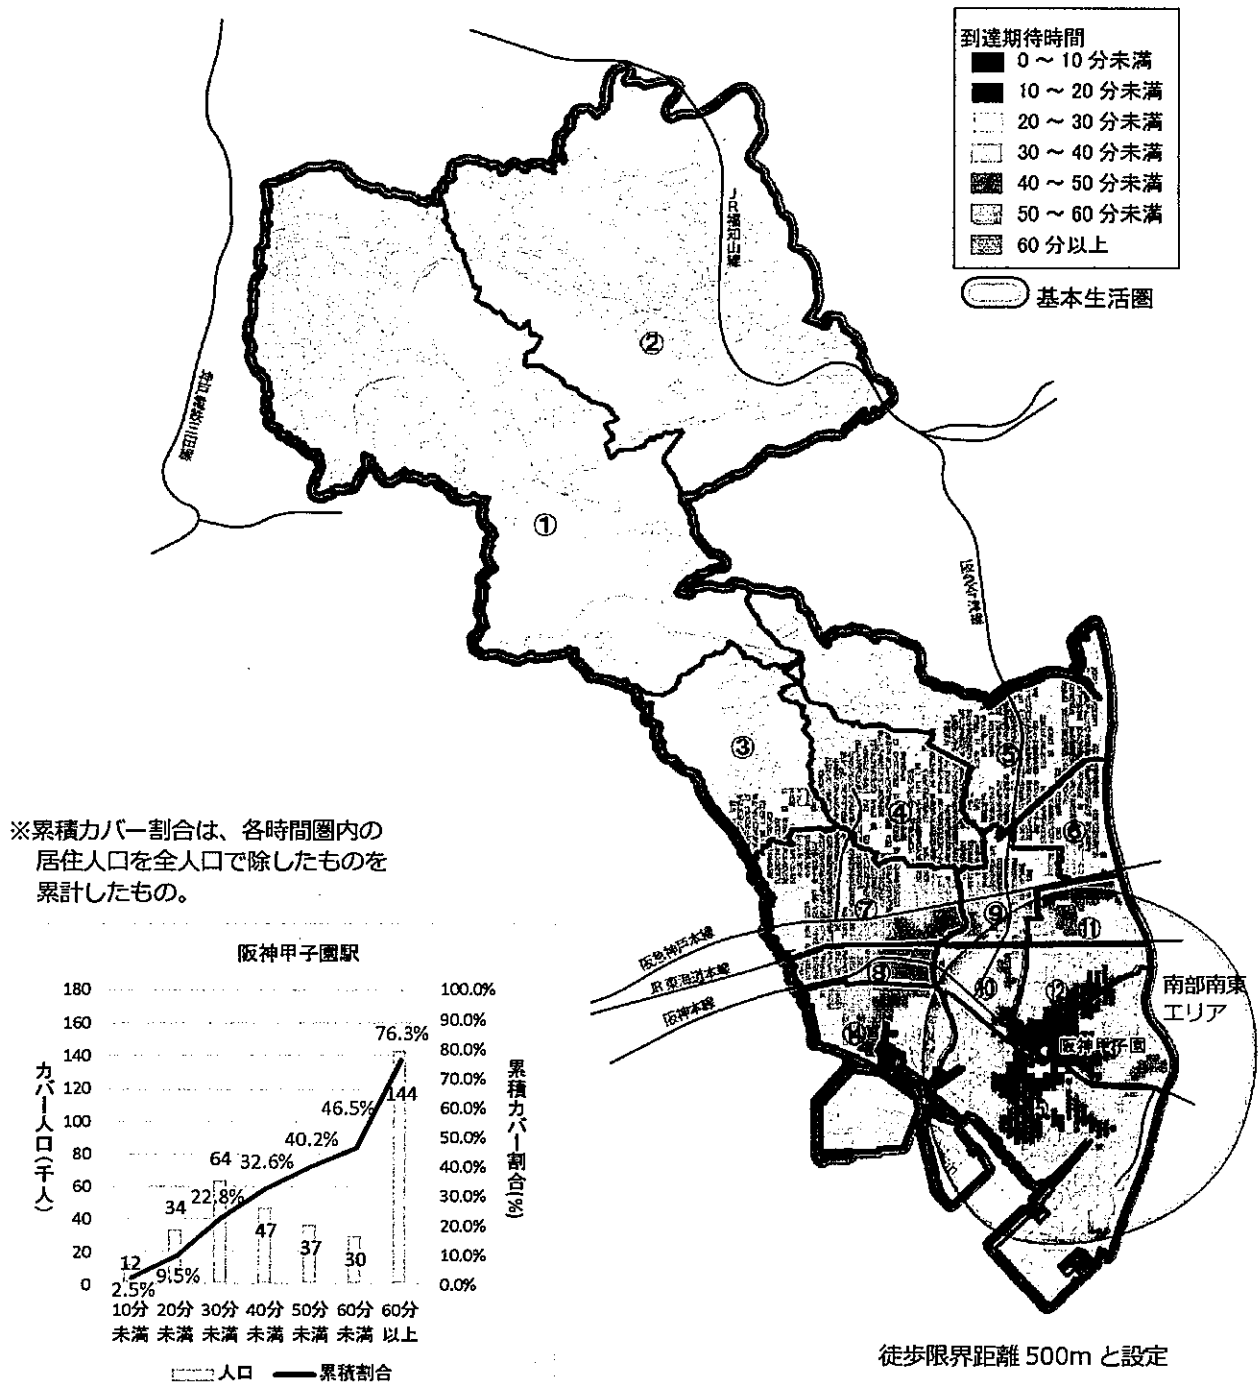 到達期待時間
0 ～ 10 分未満
10 ～ 20 分未満
20 ～ 30 分未満
30 ～ 40 分未満
40 ～ 50 分未満
50 ～ 60 分未満
60 分以上
基本生活圏
JR福知山線
②
①
阪急今津線
③
⑤
④
⑥
⑦
⑨
⑪
阪急神戸本線
JR東海道本線
阪神本線
⑧
⑩
⑫
⑭
南部南東
エリア
阪神甲子園
※累積カバー割合は、各時間圏内の
居住人口を全人口で除したものを
累計したもの。
阪神甲子園駅
カバー人口(千人)
180
160
140
120
100
80
60
40
20
0
累積カバー割合(%)
100.0%
90.0%
80.0%
70.0%
60.0%
50.0%
40.0%
30.0%
20.0%
10.0%
0.0%
12
34
64
47
37
30
144
2.5%
9.5%
22.8%
32.6%
40.2%
46.5%
76.3%
10分 20分 30分 40分 50分 60分 60分
未満 未満 未満 未満 未満 未満 以上
人口 累積割合
徒歩限界距離 500m と設定